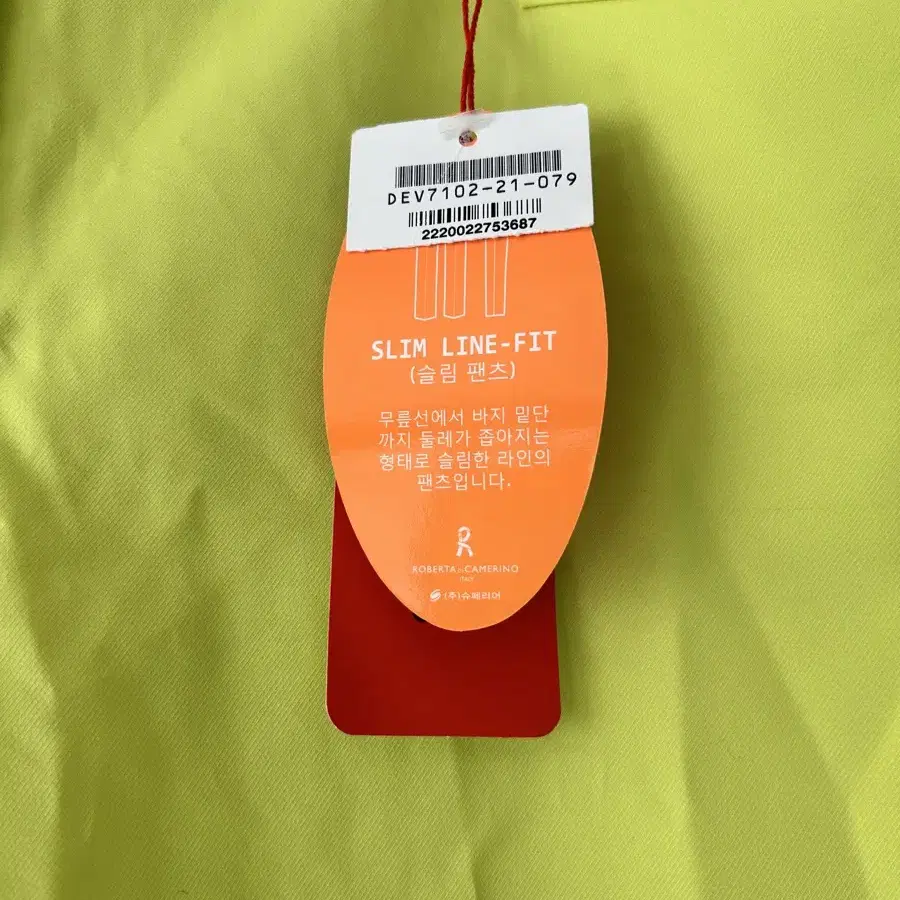 DEV7102-21-079
2220022753687
SLIM LINE-FIT
(슬림 팬츠)
무릎선에서 바지 밑단
까지 둘레가 좁아지는
형태로 슬림한 라인의
팬츠입니다.
R
ROBERTA di CAMERINO
ITALY
(주)슈페리어